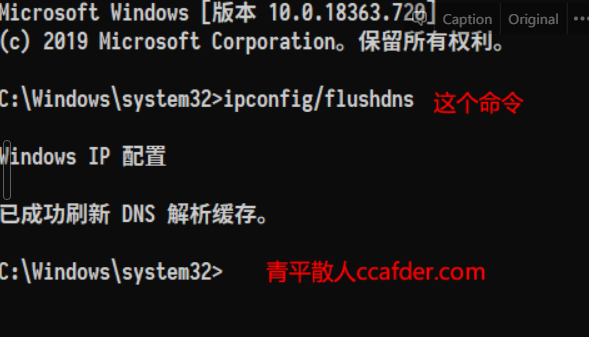 Microsoft Windows [版本 10.0.18363.720]
Caption Original
(c) 2019 Microsoft Corporation。保留所有权利。
C:\Windows\system32>ipconfig/flushdns 这个命令
Windows IP 配置
已成功刷新 DNS 解析缓存。
C:\Windows\system32> 青平散人ccafder.com